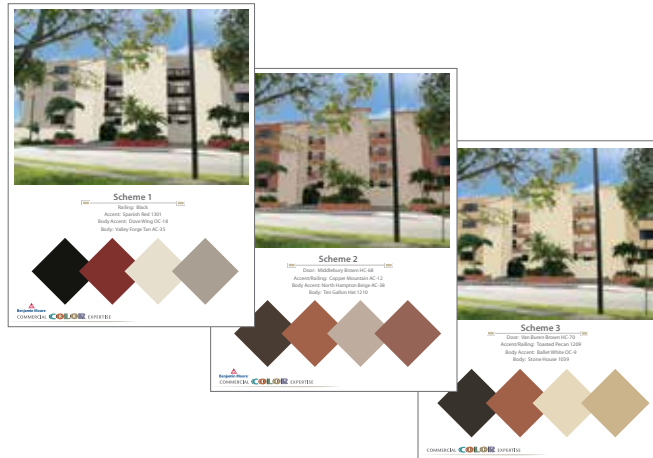 Scheme 1
Railing: Black
Accent: Spanish Red 1301
Body Accent: Dove Wing OC-18
Body: Valley Forge Tan AC-35
Benjamin Moore
COMMERCIAL COLOR EXPERTISE
Scheme 2
Door: Middlebury Brown HC-68
Accent/Railing: Copper Mountain AC-12
Body Accent: North Hampton Beige AC-38
Body: Ten Gallon Hat 1210
Benjamin Moore
COMMERCIAL COLOR EXPERTISE
Scheme 3
Door: Van Buren Brown HC-70
Accent/Railing: Toasted Pecan 1209
Body Accent: Ballet White OC-9
Body: Stone House 1039
COMMERCIAL COLOR EXPERTISE